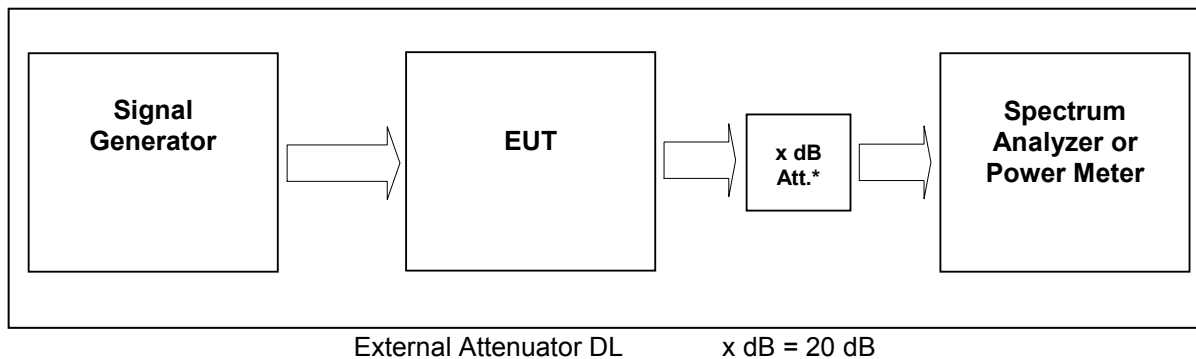 Signal
Generator
EUT
x dB
Att.*
Spectrum
Analyzer or
Power Meter
External Attenuator DL x dB = 20 dB